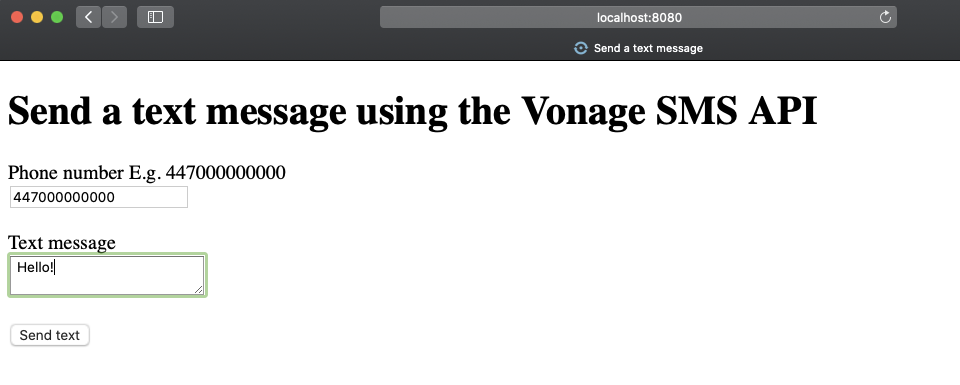 localhost:8080
Send a text message
Send a text message using the Vonage SMS API
Phone number E.g. 447000000000
447000000000
Text message
Hello!
Send text